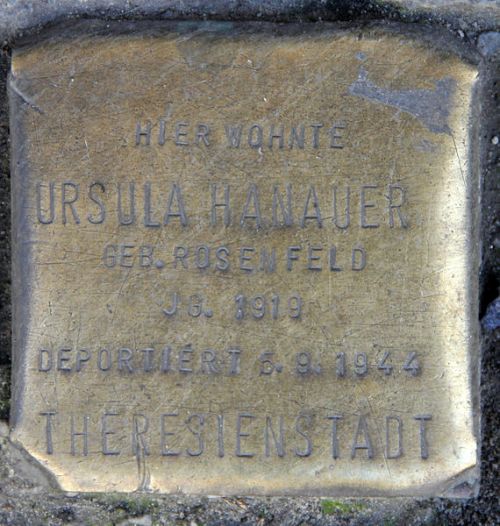 HIER WOHNTE
URSULA HANAUER
GEB. ROSENFELD
JG. 1919
DEPORTIERT 6.9.1944
THERESIENSTADT